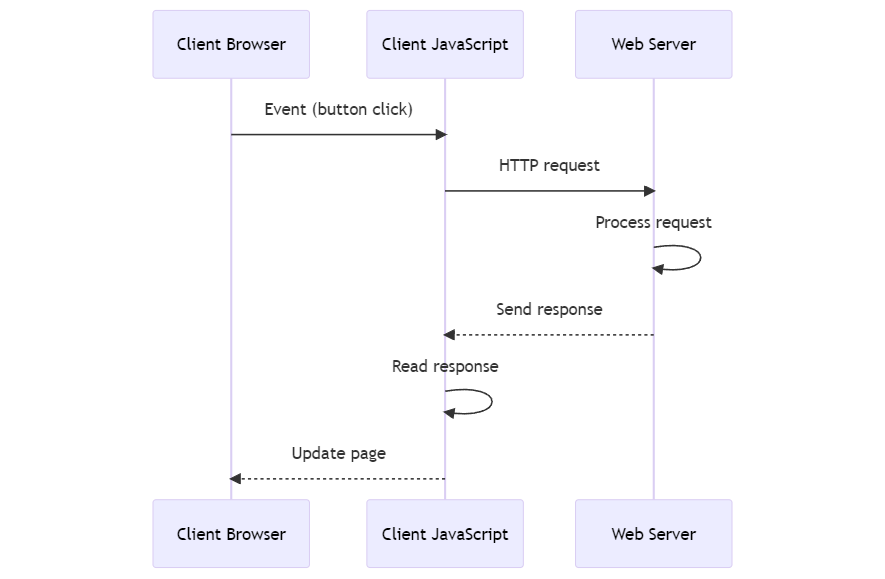 Client Browser
Client JavaScript
Web Server
Event (button click)
HTTP request
Process request
Send response
Read response
Update page
Client Browser
Client JavaScript
Web Server